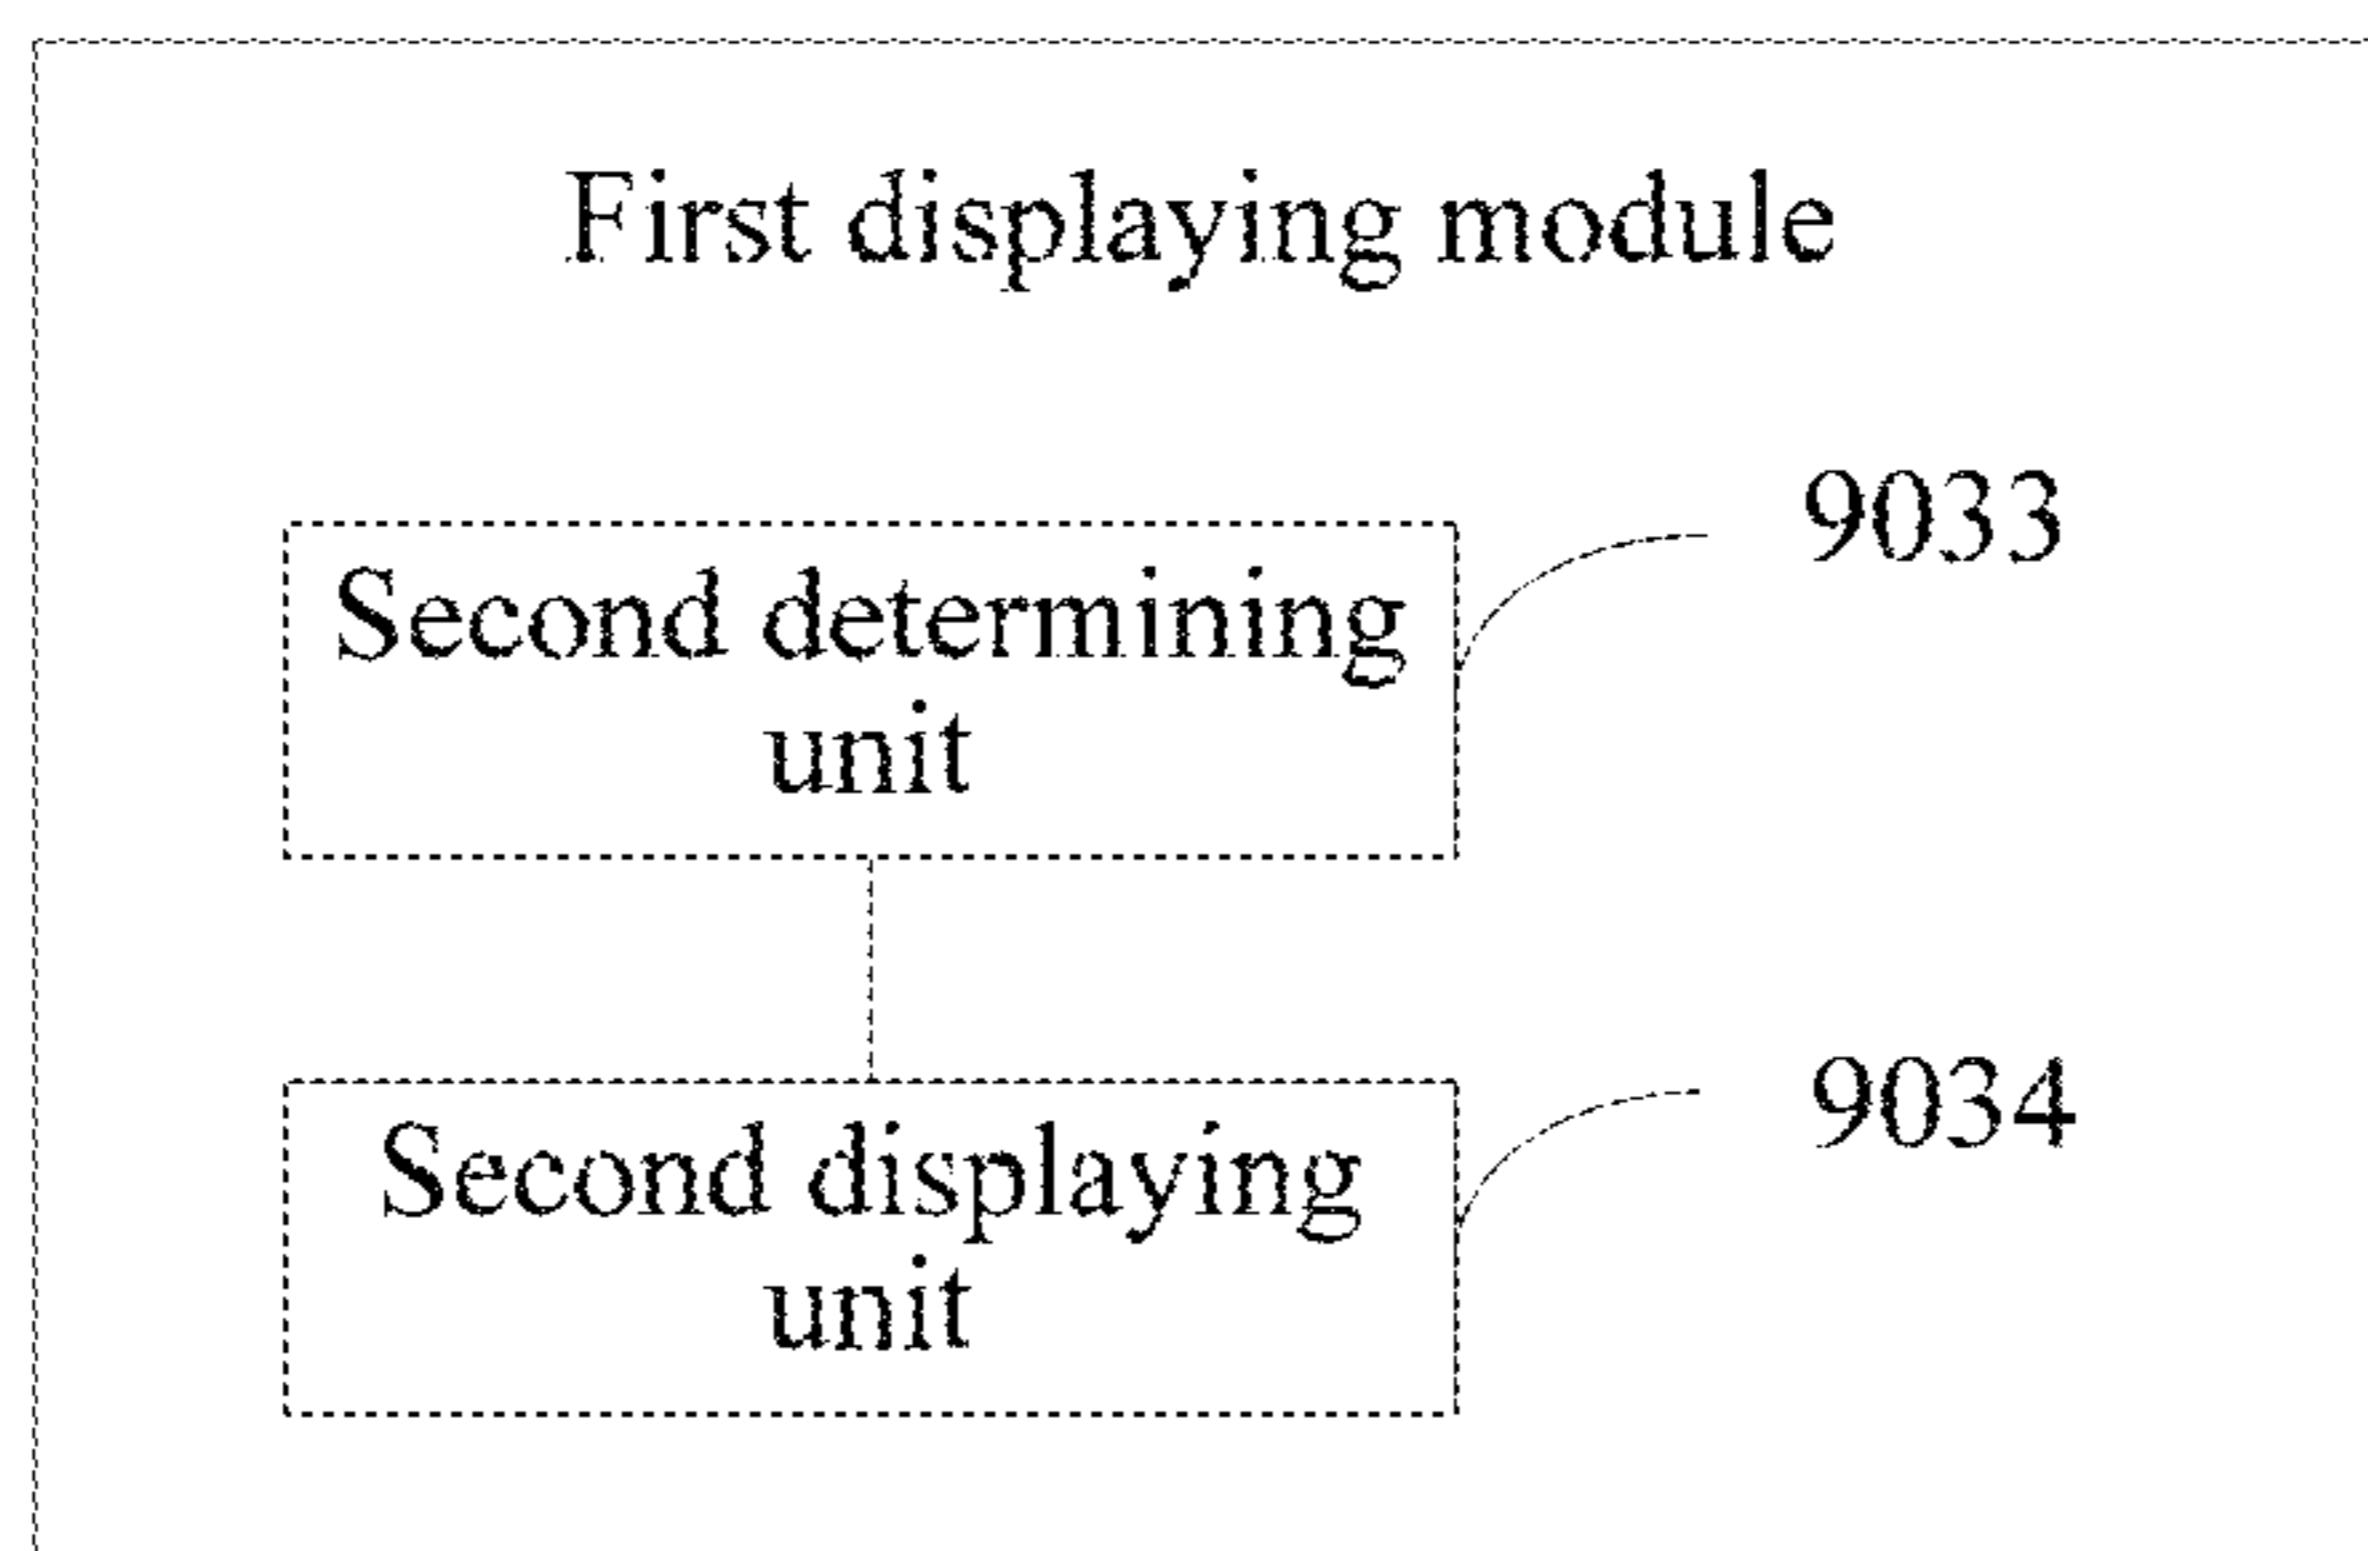 First displaying module
9033
Second determining
unit
9034
Second displaying
unit